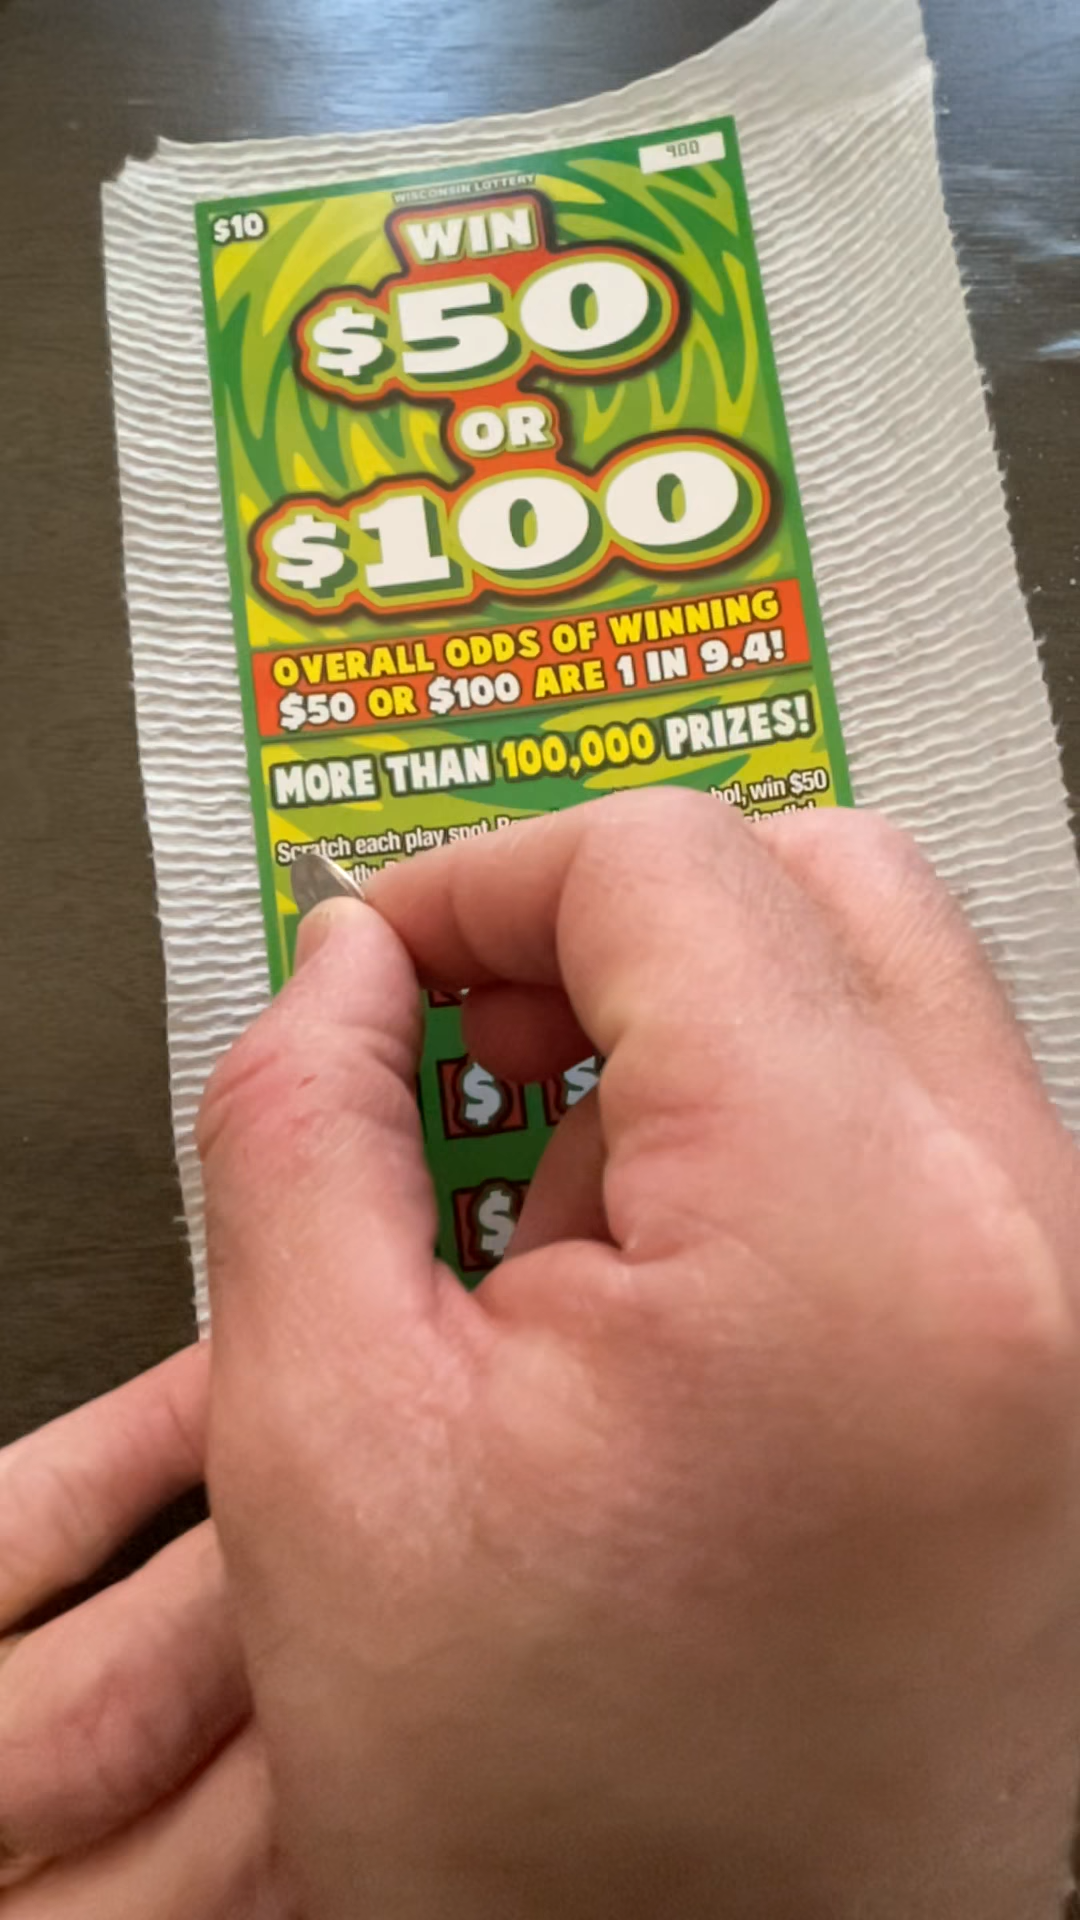 900
WISCONSIN LOTTERY
$10
WIN
$50
OR
$100
OVERALL ODDS OF WINNING
$50 OR $100 ARE 1 IN 9.4!
MORE THAN 100,000 PRIZES!
Scratch each play spot win $50
$ $
$